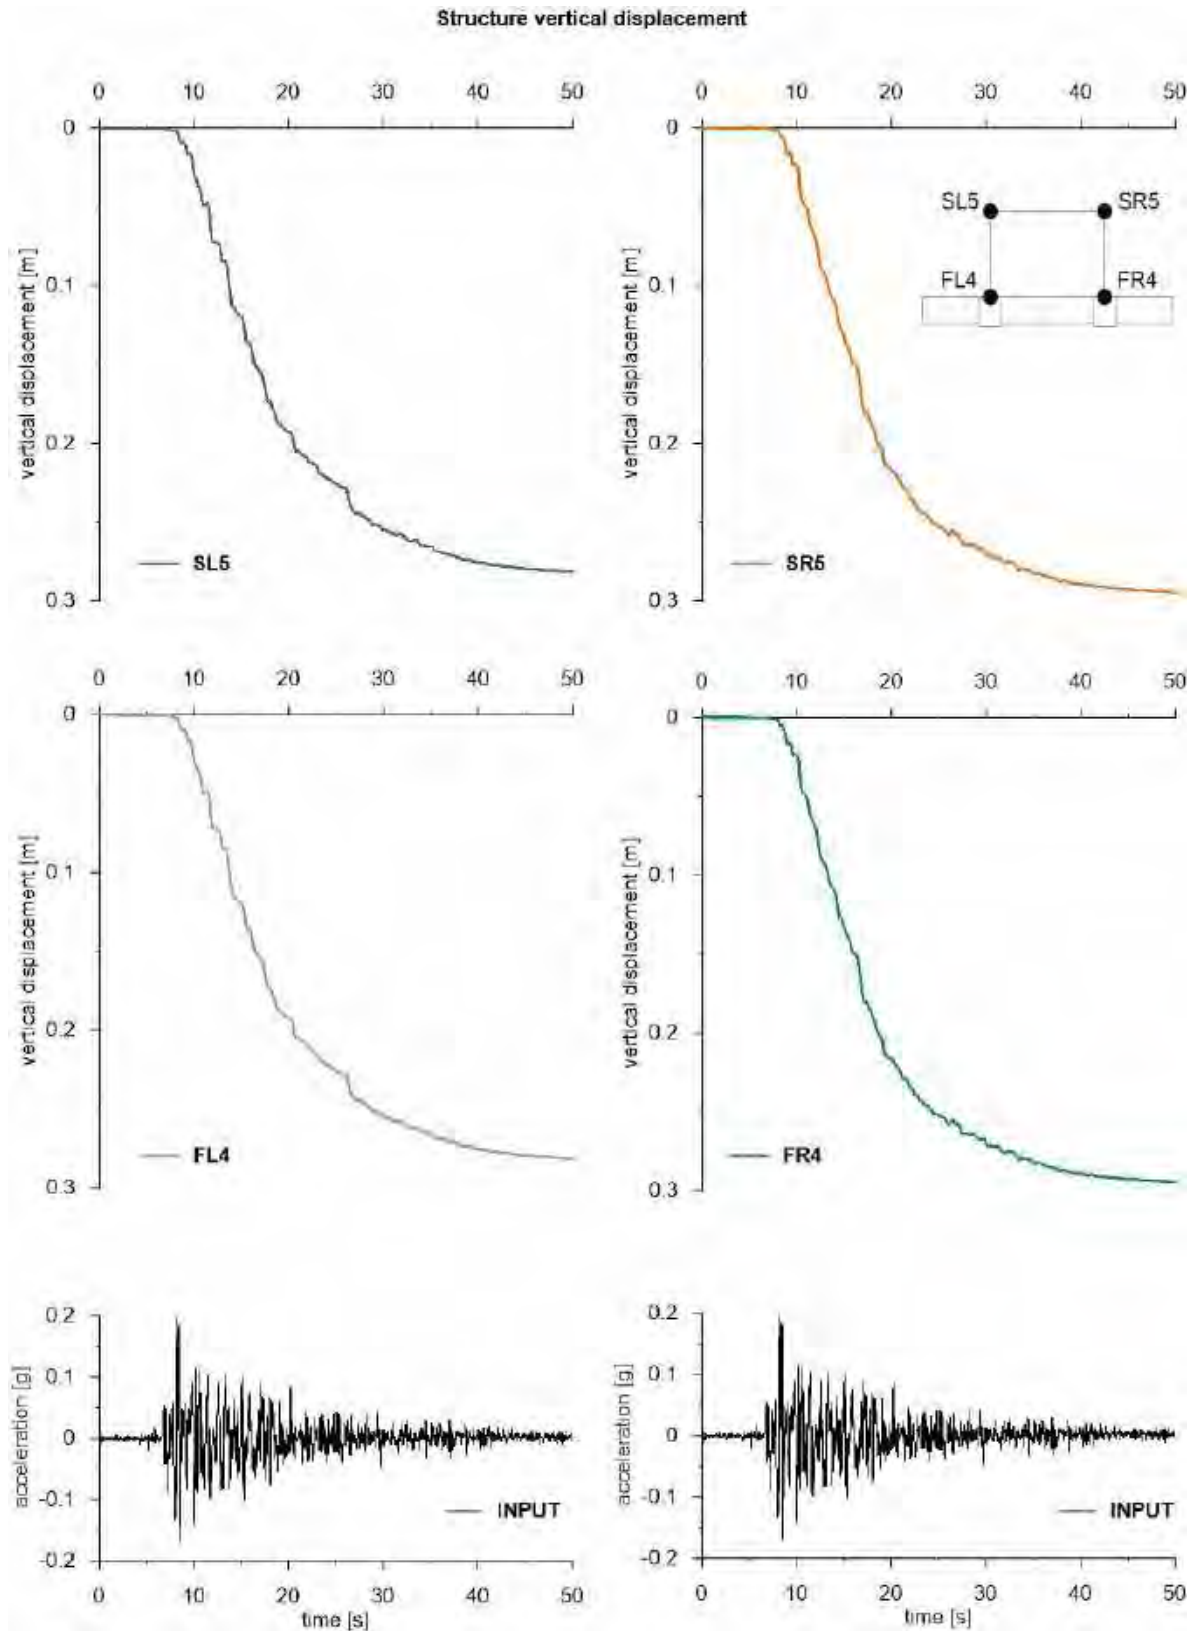 Structure vertical displacement
0 10 20 30 40 50
0
0.1
0.2
0.3
vertical displacement [m]
SL5
0 10 20 30 40 50
0
0.1
0.2
0.3
vertical displacement [m]
SL5 SR5
FL4 FR4
SR5
0 10 20 30 40 50
0
0.1
0.2
0.3
vertical displacement [m]
FL4
0 10 20 30 40 50
0
0.1
0.2
0.3
vertical displacement [m]
FR4
0.2
0.1
0
-0.1
-0.2
acceleration [g]
INPUT
0 10 20 30 40 50
time [s]
0.2
0.1
0
-0.1
-0.2
acceleration [g]
INPUT
0 10 20 30 40 50
time [s]